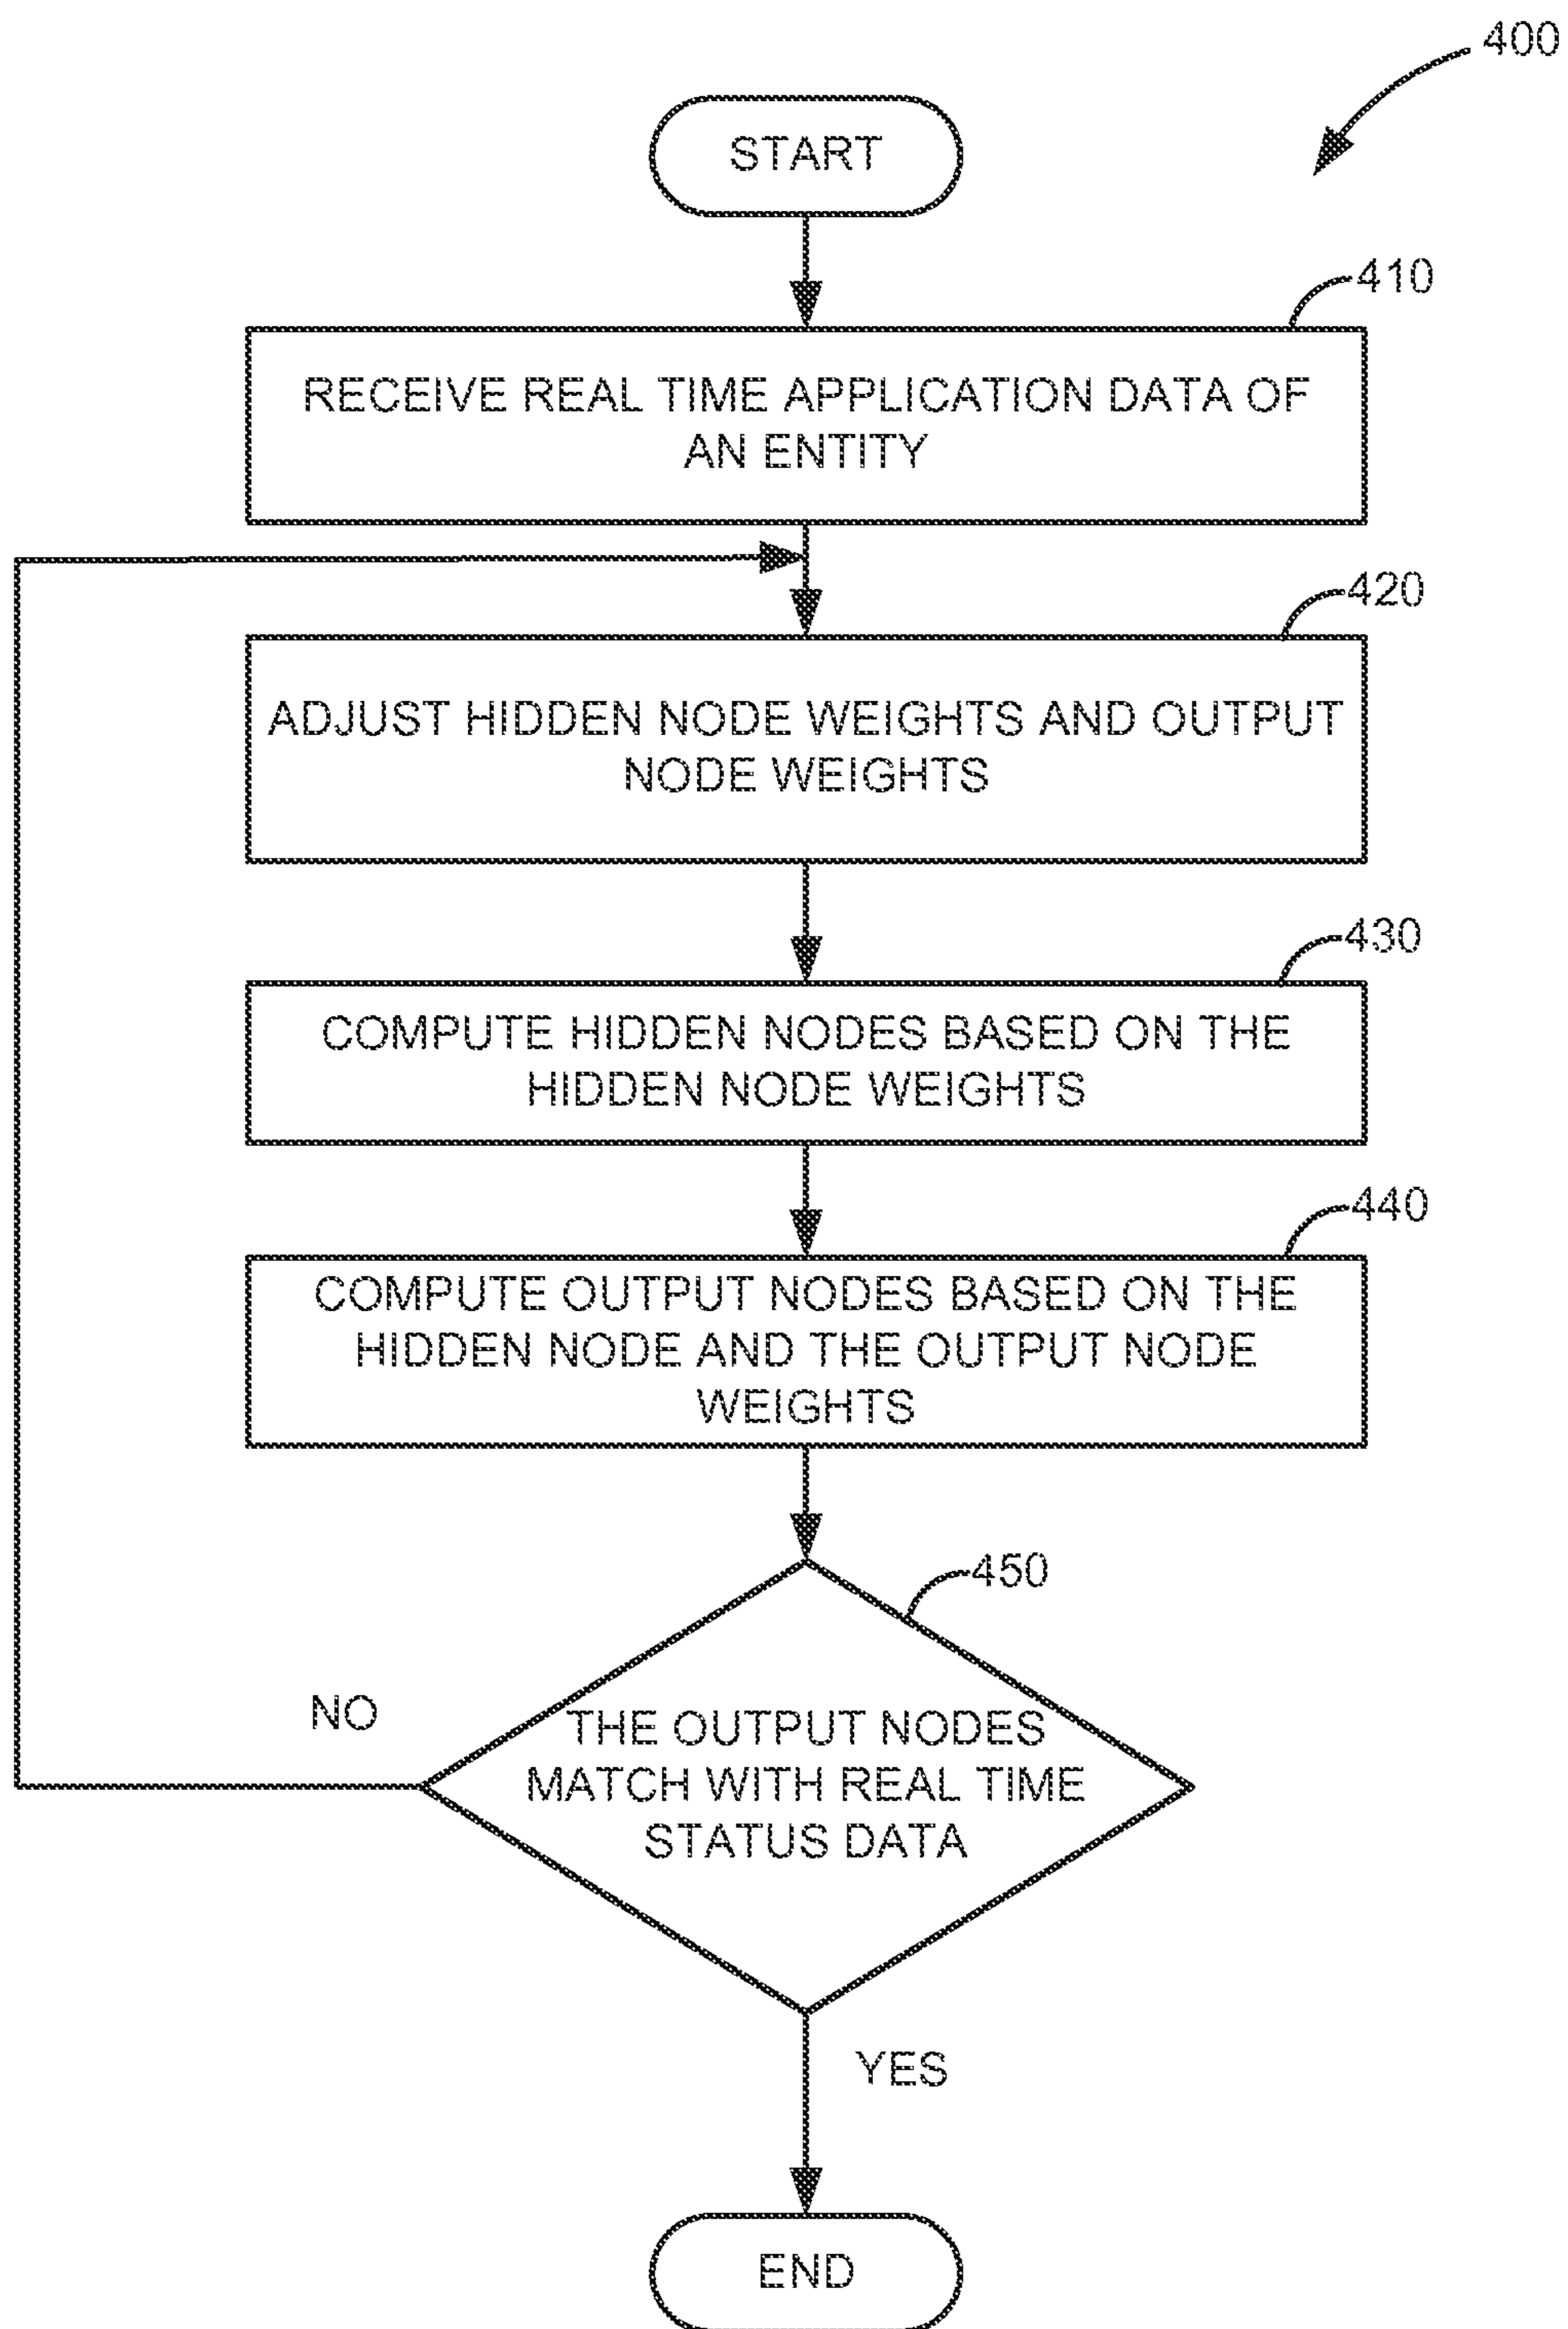 400
START
410
RECEIVE REAL TIME APPLICATION DATA OF
AN ENTITY
420
ADJUST HIDDEN NODE WEIGHTS AND OUTPUT
NODE WEIGHTS
430
COMPUTE HIDDEN NODES BASED ON THE
HIDDEN NODE WEIGHTS
440
COMPUTE OUTPUT NODES BASED ON THE
HIDDEN NODE AND THE OUTPUT NODE
WEIGHTS
450
NO
THE OUTPUT NODES
MATCH WITH REAL TIME
STATUS DATA
YES
END